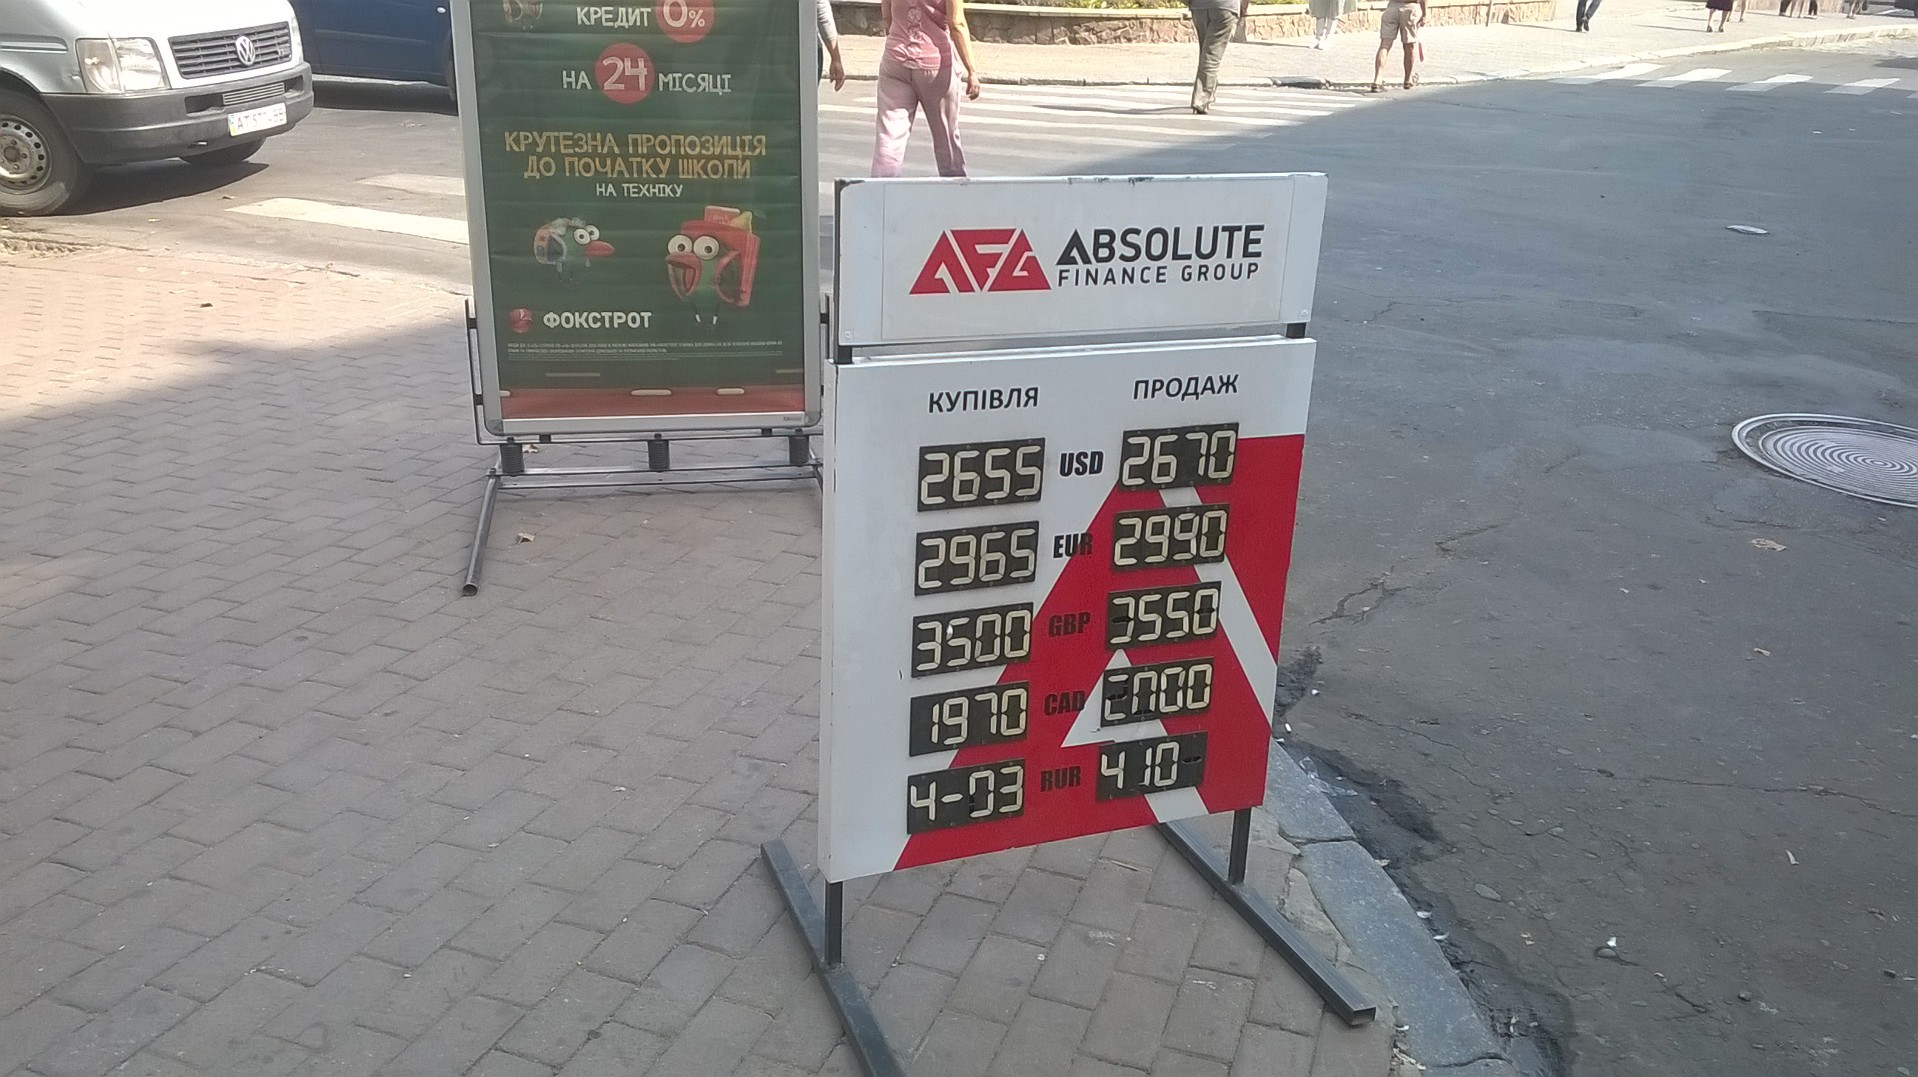 КРЕДИТ 0%
НА 24 МІСЯЦІ
КРУТЕЗНА ПРОПОЗИЦІЯ
ДО ПОЧАТКУ ШКОЛИ
НА ТЕХНІКУ
ФОКСТРОТ
AFG ABSOLUTE
FINANCE GROUP
КУПІВЛЯ ПРОДАЖ
2655 USD 2670
2965 EUR 2990
3500 GBP 3550
1970 CAD 2000
4-03 RUR 410-